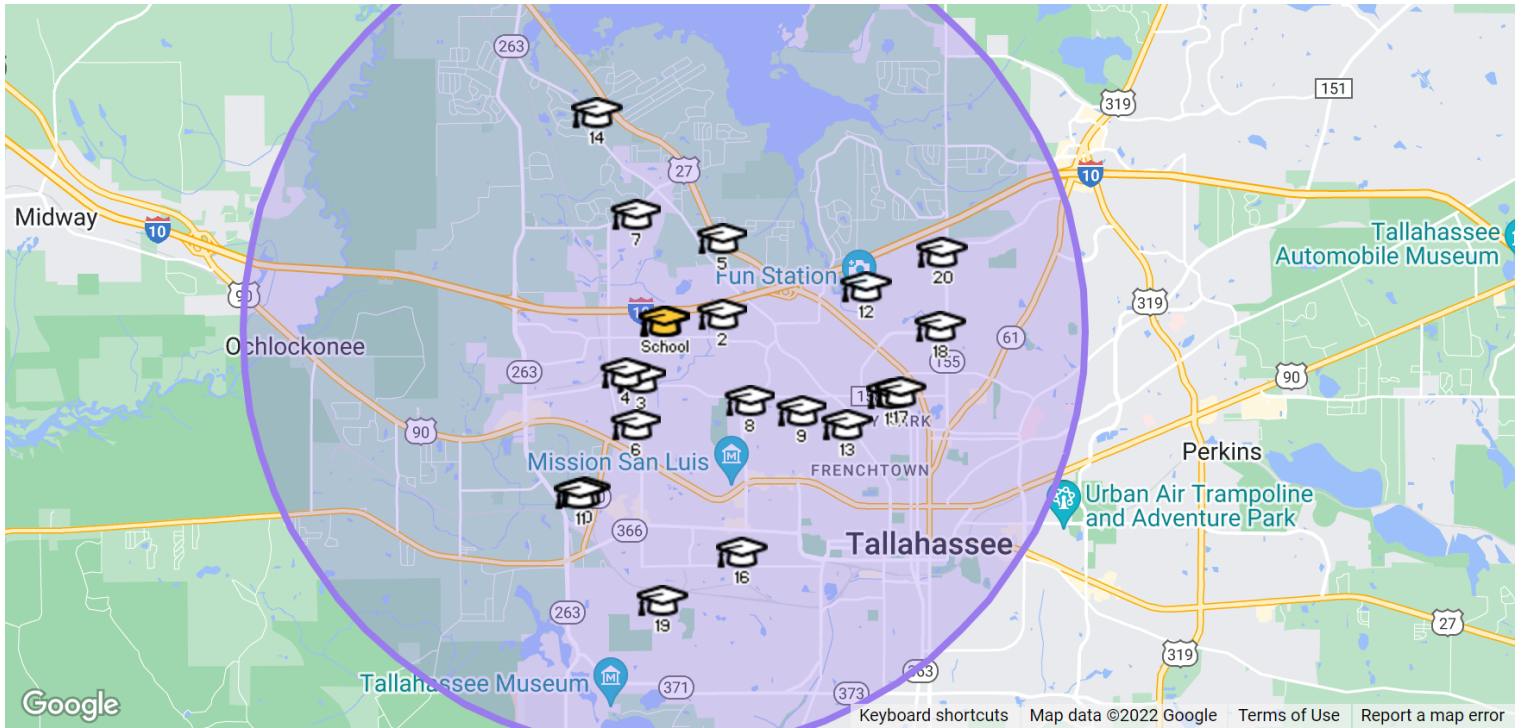 263
319
151
14
27
10
10
Midway
7
Tallahassee
Automobile Museum
5
20
Fun Station
90
12
319
10
School
2
18
61
Ochlockonee
155
263
90
4
3
8
17
9
90
6
13
Mission San Luis
FRENCHTOWN
Perkins
Urban Air Trampoline
and Adventure Park
366
Tallahassee
16
263
19
27
319
363
Tallahassee Museum
371
373
Google
Keyboard shortcuts
Map data ©2022 Google
Terms of Use
Report a map error